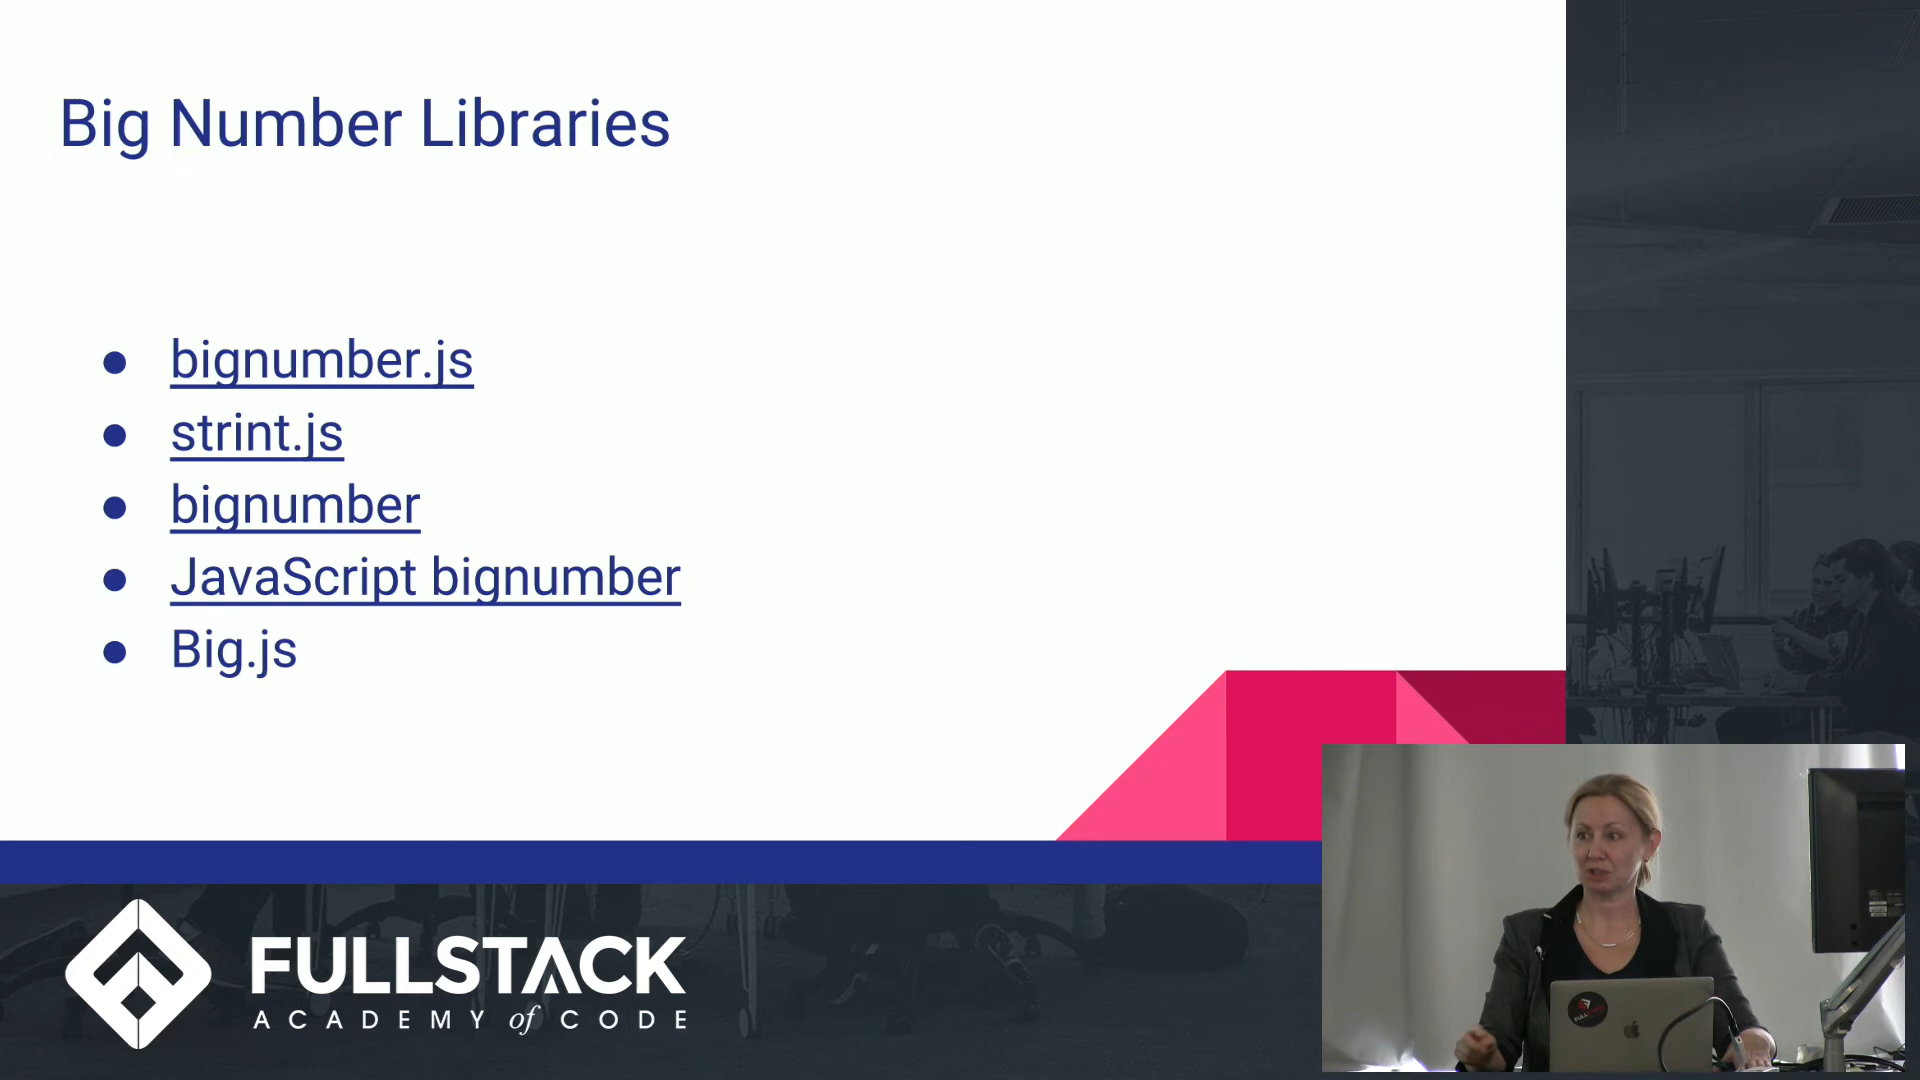 Big Number Libraries
bignumber.js
strint.js
bignumber
JavaScript bignumber
Big.js
FULLSTACK
ACADEMY of CODE